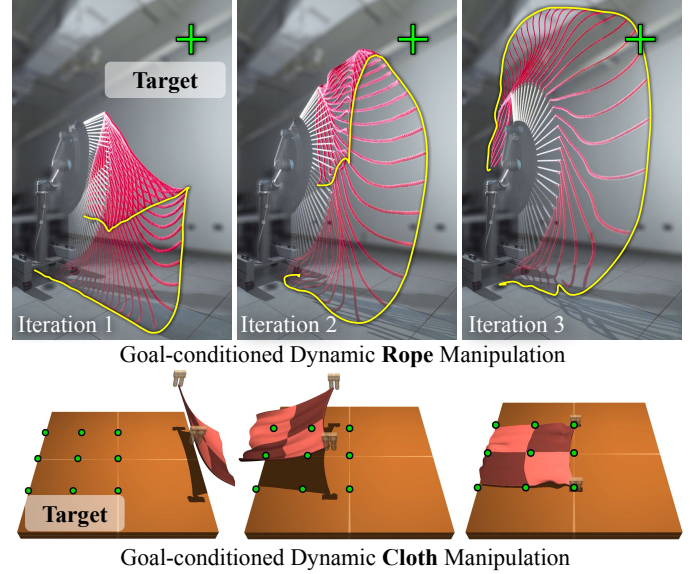 Target
Iteration 1
Iteration 2
Iteration 3
Goal-conditioned Dynamic Rope Manipulation
Target
Goal-conditioned Dynamic Cloth Manipulation